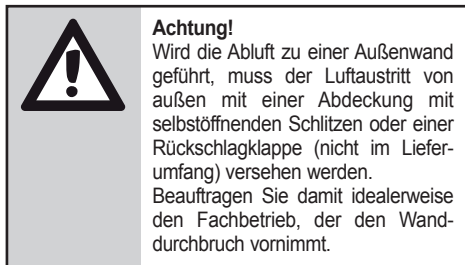 Achtung!
Wird die Abluft zu einer Außenwand
geführt, muss der Luftaustritt von
außen mit einer Abdeckung mit
selbstöffnenden Schlitzen oder einer
Rückschlagklappe (nicht im Liefer-
umfang) versehen werden.
Beauftragen Sie damit idealerweise
den Fachbetrieb, der den Wand-
durchbruch vornimmt.